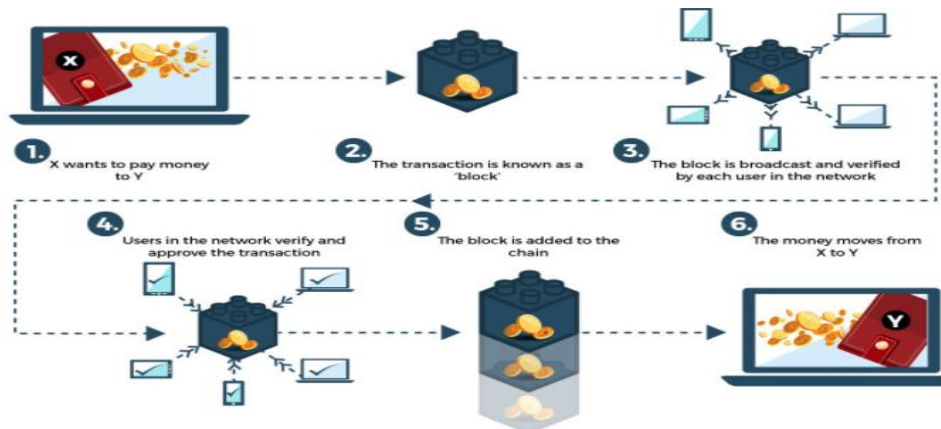 X
1. X wants to pay money
to Y
2. The transaction is known as a
'block'
3. The block is broadcast and verified
by each user in the network
4. Users in the network verify and
approve the transaction
5. The block is added to the
chain
6. The money moves from
X to Y
Y